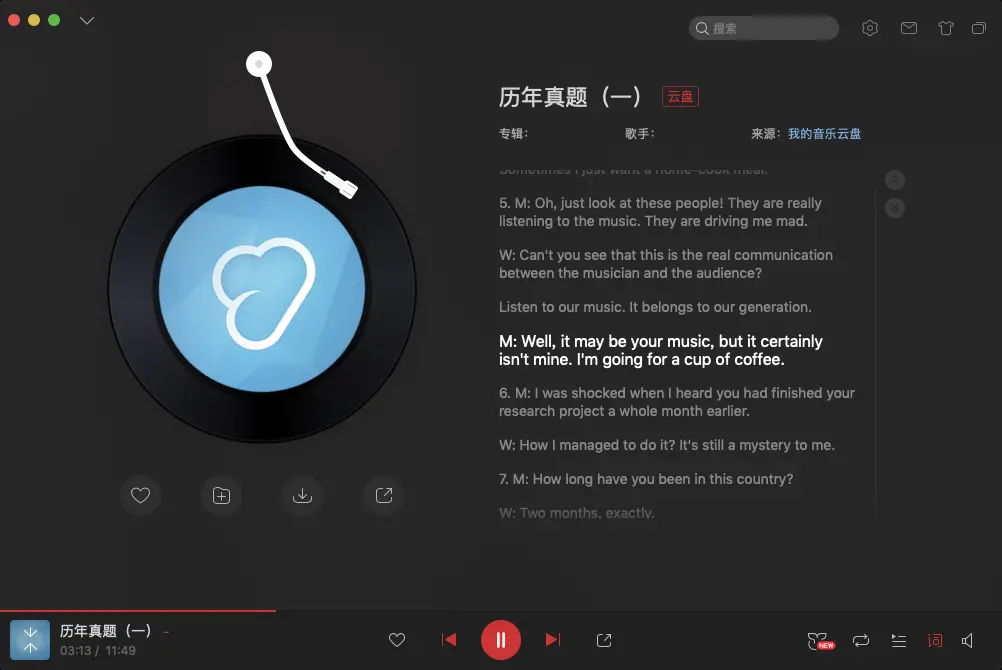 搜索
历年真题（一） 云盘
专辑： 歌手： 来源：我的音乐云盘
Sometimes I just want a home-cook meal.
5. M: Oh, just look at these people! They are really
listening to the music. They are driving me mad.
W: Can't you see that this is the real communication
between the musician and the audience?
Listen to our music. It belongs to our generation.
M: Well, it may be your music, but it certainly
isn't mine. I'm going for a cup of coffee.
6. M: I was shocked when I heard you had finished your
research project a whole month earlier.
W: How I managed to do it? It's still a mystery to me.
7. M: How long have you been in this country?
W: Two months, exactly.
历年真题（一） -
03:13 / 11:49
NEW
词